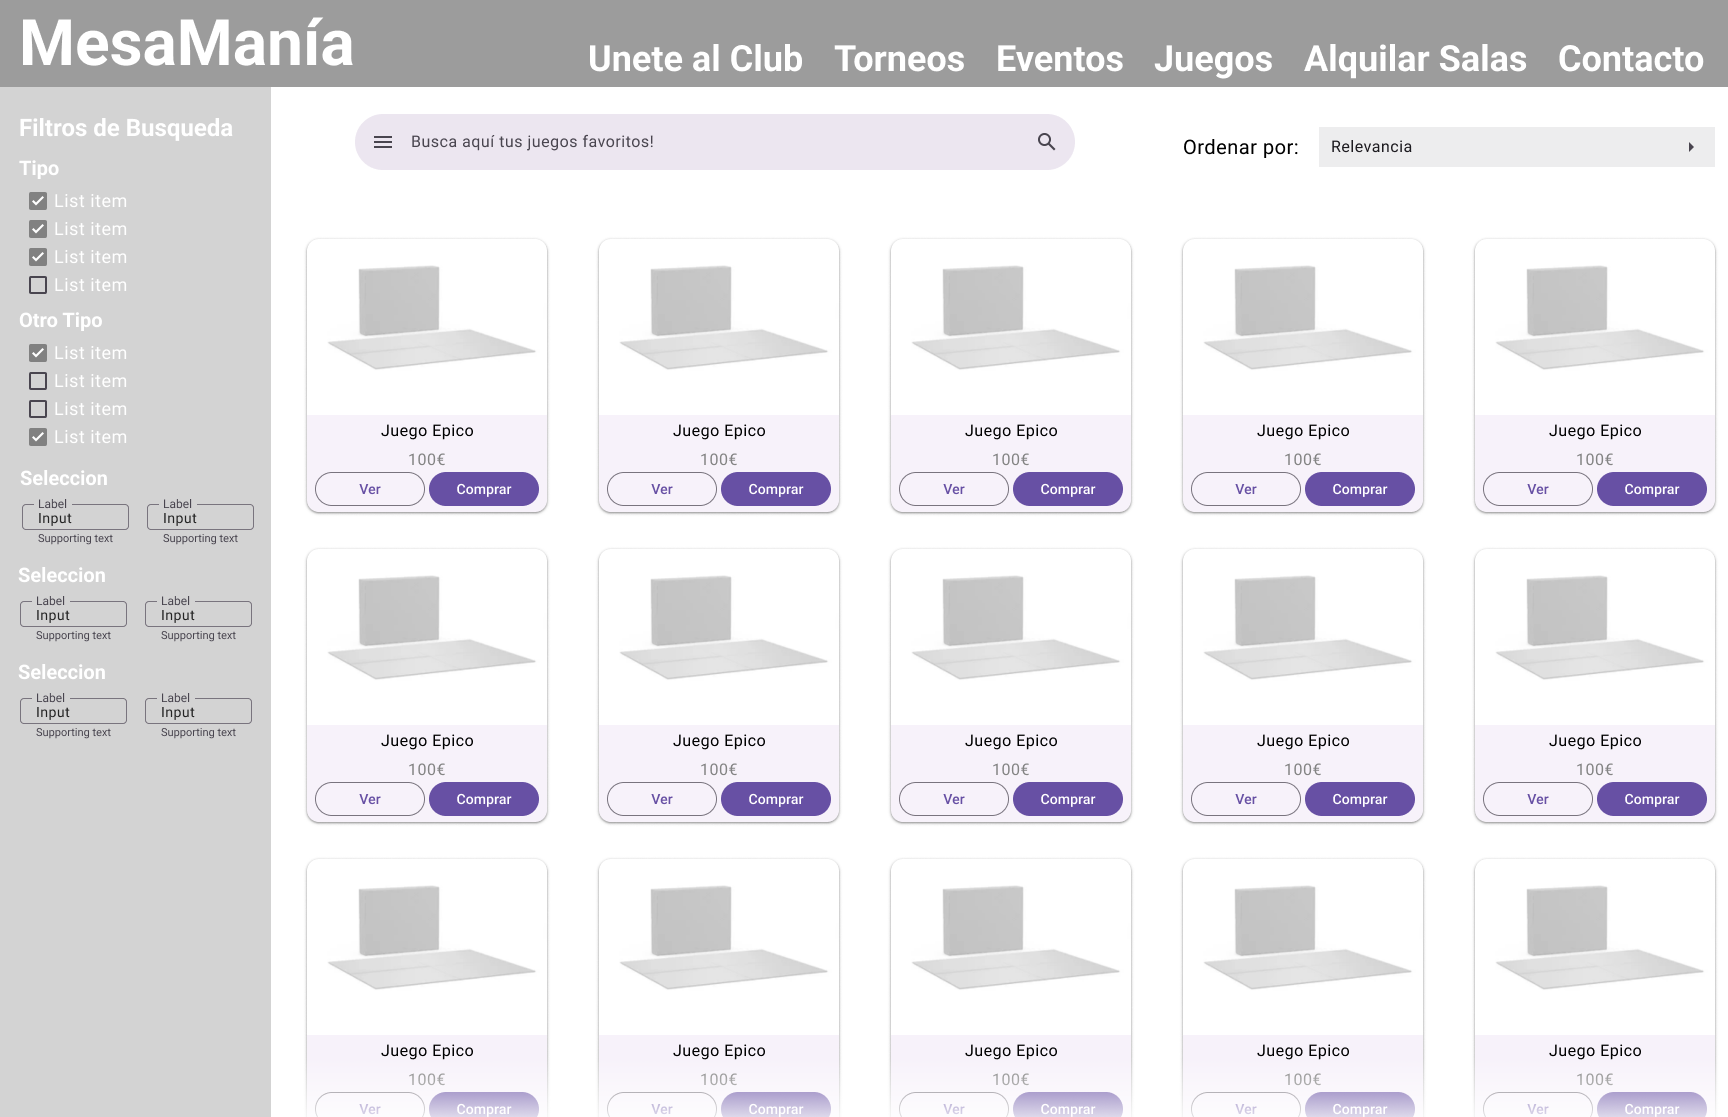 MesaManía
Unete al Club Torneos Eventos Juegos Alquilar Salas Contacto
Filtros de Busqueda
Tipo
List item
List item
List item
List item
Otro Tipo
List item
List item
List item
List item
Seleccion
Label Label
Input Input
Supporting text Supporting text
Seleccion
Label Label
Input Input
Supporting text Supporting text
Seleccion
Label Label
Input Input
Supporting text Supporting text
Busca aquí tus juegos favoritos!
Ordenar por: Relevancia
Juego Epico Juego Epico Juego Epico Juego Epico Juego Epico
100€ 100€ 100€ 100€ 100€
Ver Comprar Ver Comprar Ver Comprar Ver Comprar Ver Comprar
Juego Epico Juego Epico Juego Epico Juego Epico Juego Epico
100€ 100€ 100€ 100€ 100€
Ver Comprar Ver Comprar Ver Comprar Ver Comprar Ver Comprar
Juego Epico Juego Epico Juego Epico Juego Epico Juego Epico
100€ 100€ 100€ 100€ 100€
Ver Comprar Ver Comprar Ver Comprar Ver Comprar Ver Comprar